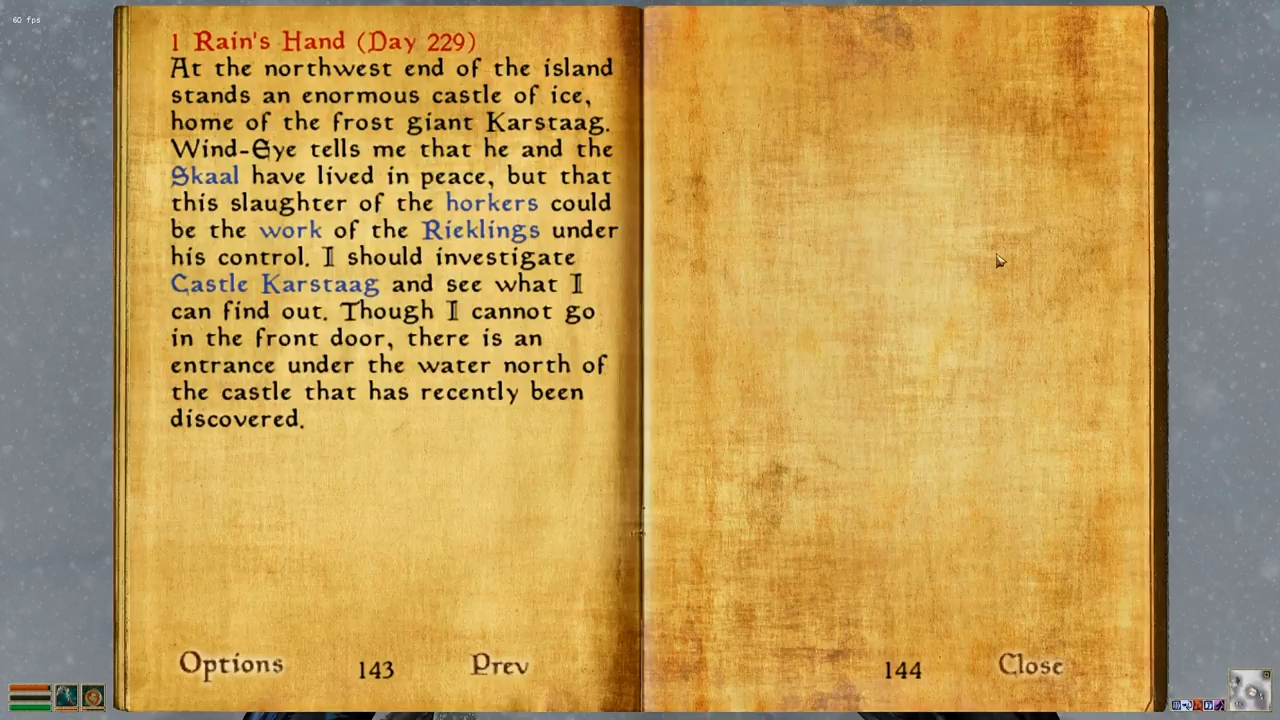 60 fps
1 Rain's Hand (Day 229)
At the northwest end of the island
stands an enormous castle of ice,
home of the frost giant Karstaag.
Wind-Eye tells me that he and the
Skaal have lived in peace, but that
this slaughter of the horkers could
be the work of the Rieklings under
his control. I should investigate
Castle Karstaag and see what I
can find out. Though I cannot go
in the front door, there is an
entrance under the water north of
the castle that has recently been
discovered.
Options 143 Prev 144 Close